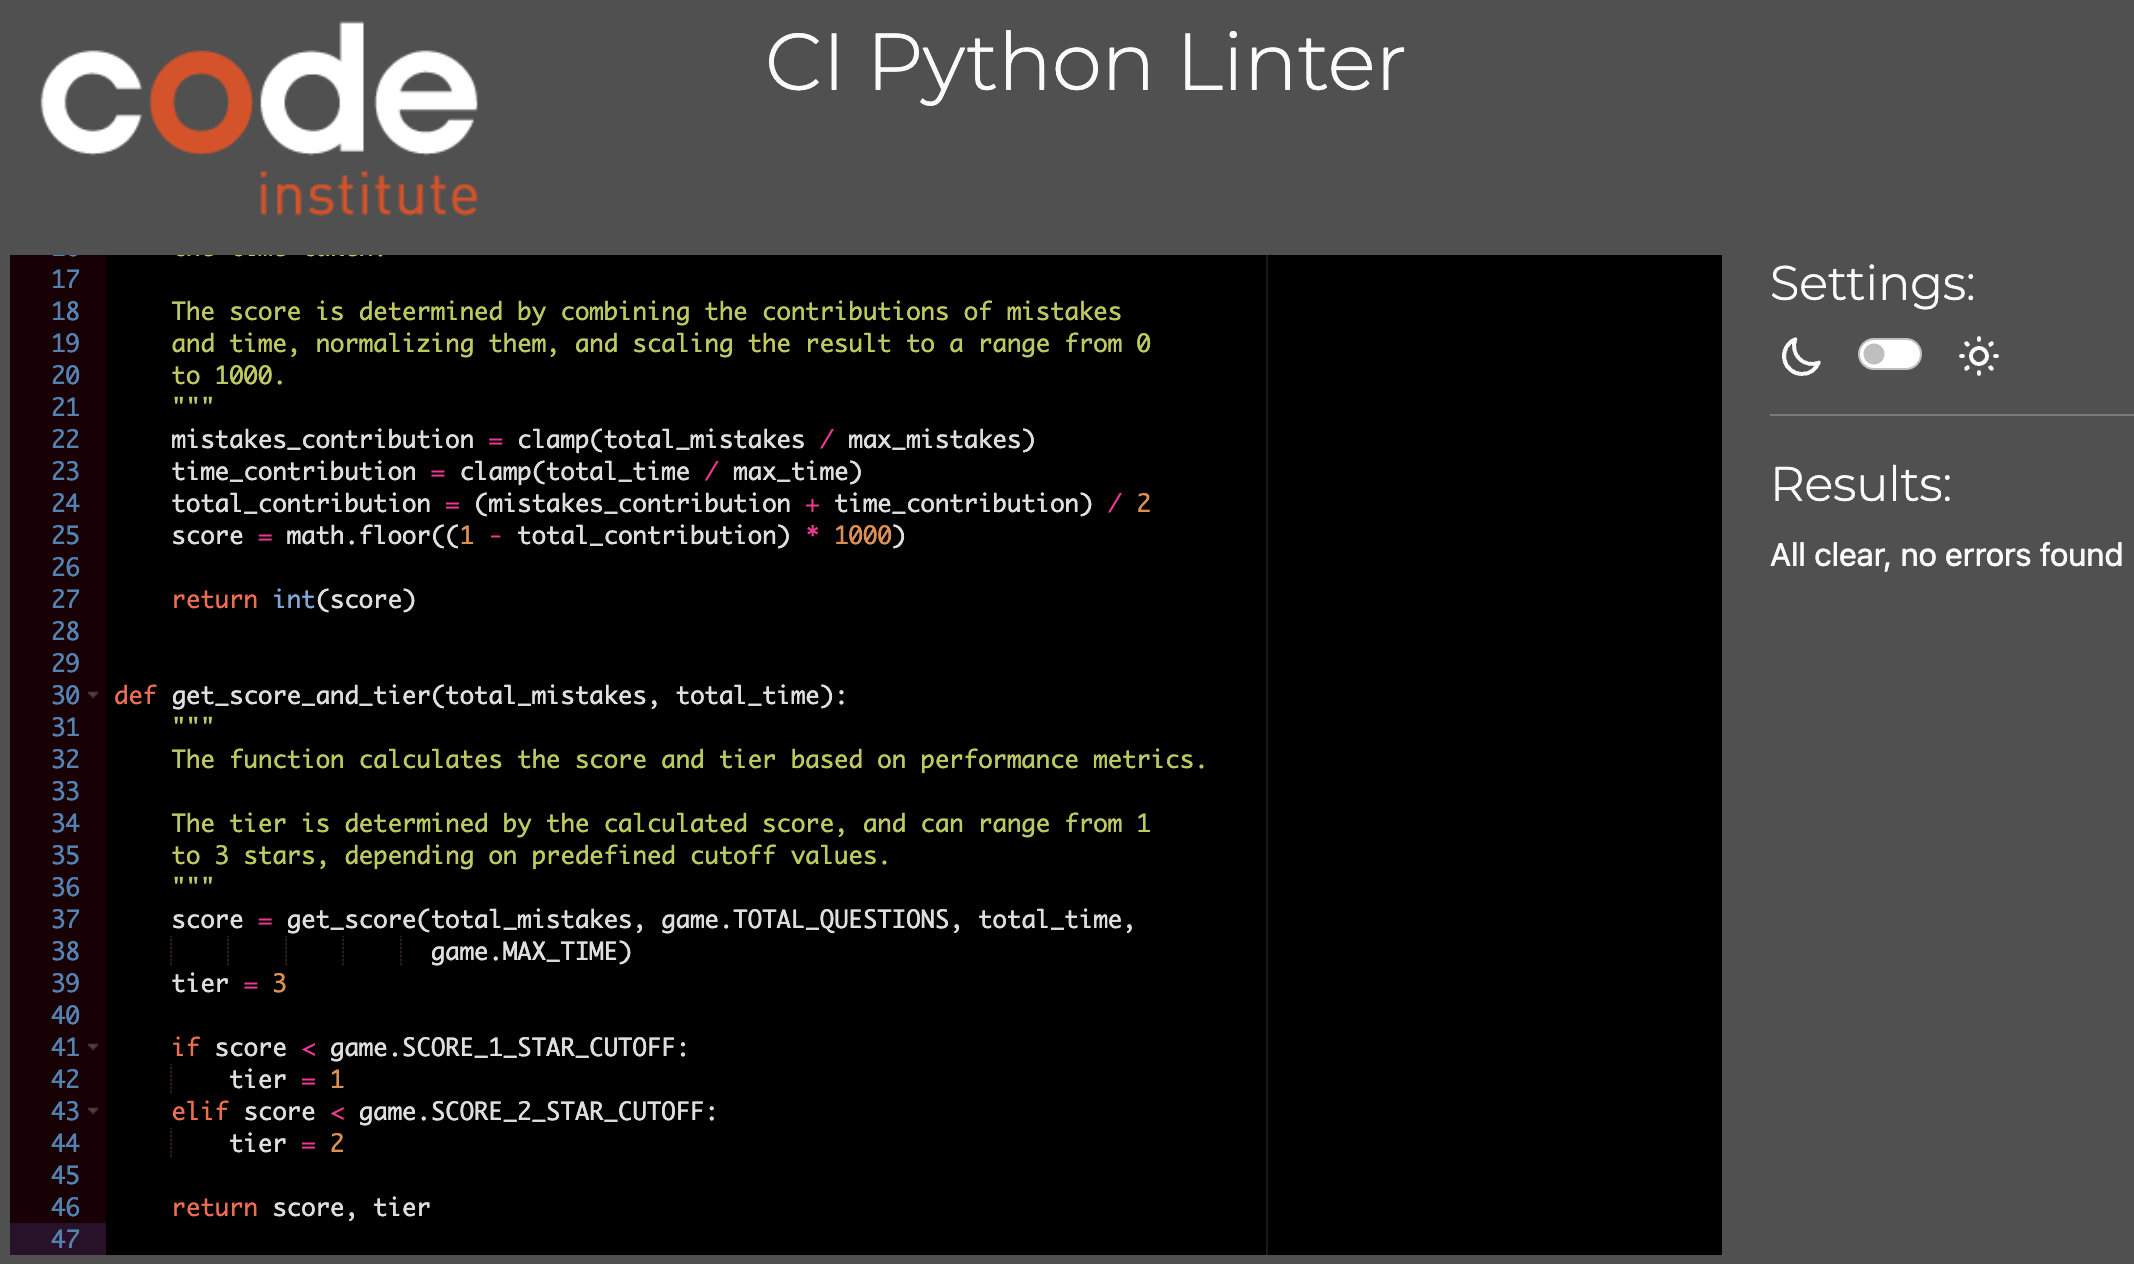 code
institute
CI Python Linter
17
18     The score is determined by combining the contributions of mistakes
19     and time, normalizing them, and scaling the result to a range from 0
20     to 1000.
21     """
22     mistakes_contribution = clamp(total_mistakes / max_mistakes)
23     time_contribution = clamp(total_time / max_time)
24     total_contribution = (mistakes_contribution + time_contribution) / 2
25     score = math.floor((1 - total_contribution) * 1000)
26
27     return int(score)
28
29
30 def get_score_and_tier(total_mistakes, total_time):
31     """
32     The function calculates the score and tier based on performance metrics.
33
34     The tier is determined by the calculated score, and can range from 1
35     to 3 stars, depending on predefined cutoff values.
36     """
37     score = get_score(total_mistakes, game.TOTAL_QUESTIONS, total_time,
38                       game.MAX_TIME)
39     tier = 3
40
41     if score < game.SCORE_1_STAR_CUTOFF:
42         tier = 1
43     elif score < game.SCORE_2_STAR_CUTOFF:
44         tier = 2
45
46     return score, tier
47
Settings:
Results:
All clear, no errors found